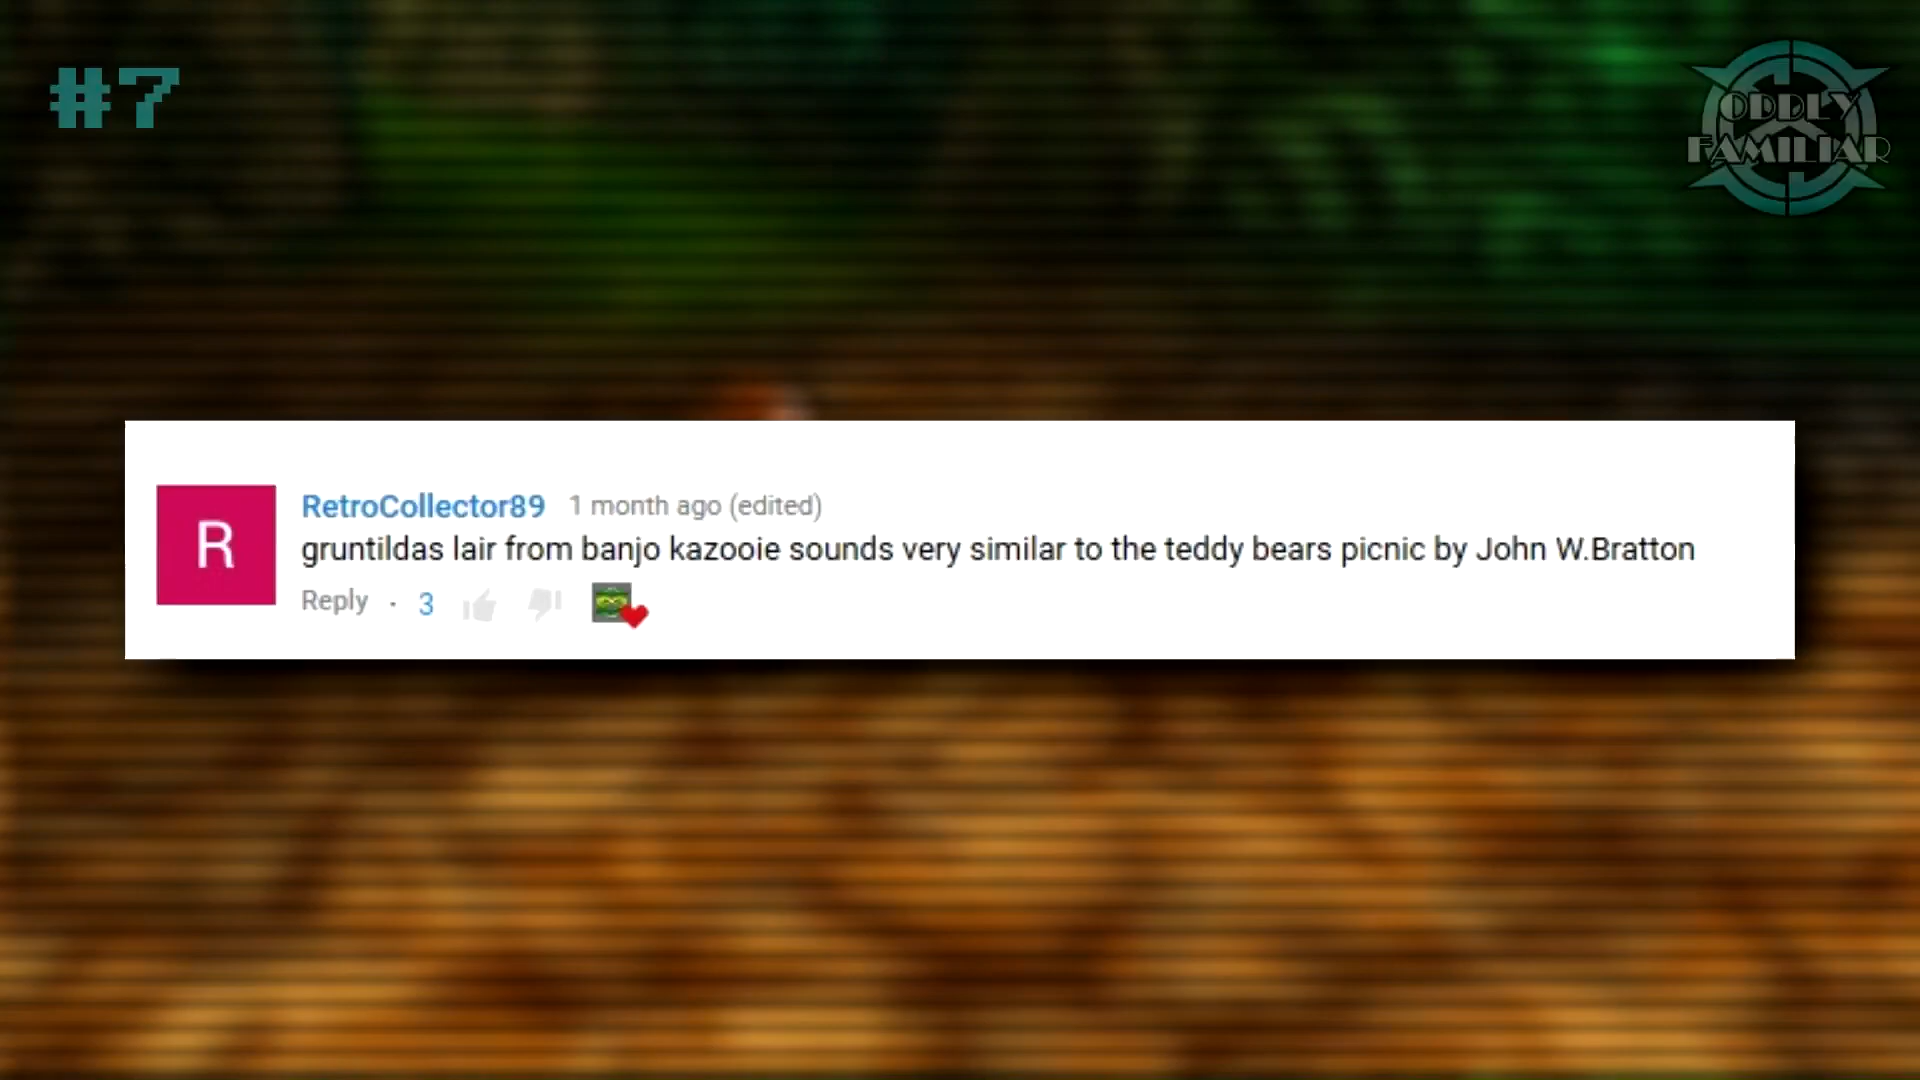 #7
ODDLY
FAMILIAR
R
RetroCollector89 1 month ago (edited)
gruntildas lair from banjo kazooie sounds very similar to the teddy bears picnic by John W.Bratton
Reply · 3